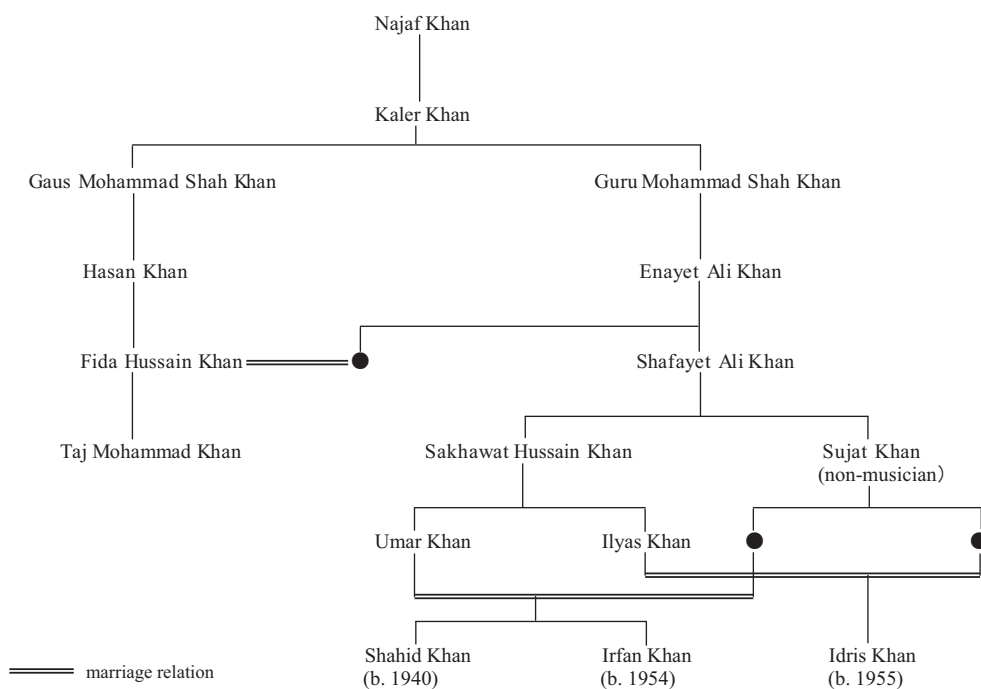 Najaf Khan
Kaler Khan
Gaus Mohammad Shah Khan
Guru Mohammad Shah Khan
Hasan Khan
Enayet Ali Khan
Fida Hussain Khan
Shafayet Ali Khan
Taj Mohammad Khan
Sakhawat Hussain Khan
Sujat Khan
(non-musician)
Umar Khan
Ilyas Khan
Shahid Khan
(b. 1940)
Irfan Khan
(b. 1954)
Idris Khan
(b. 1955)
marriage relation